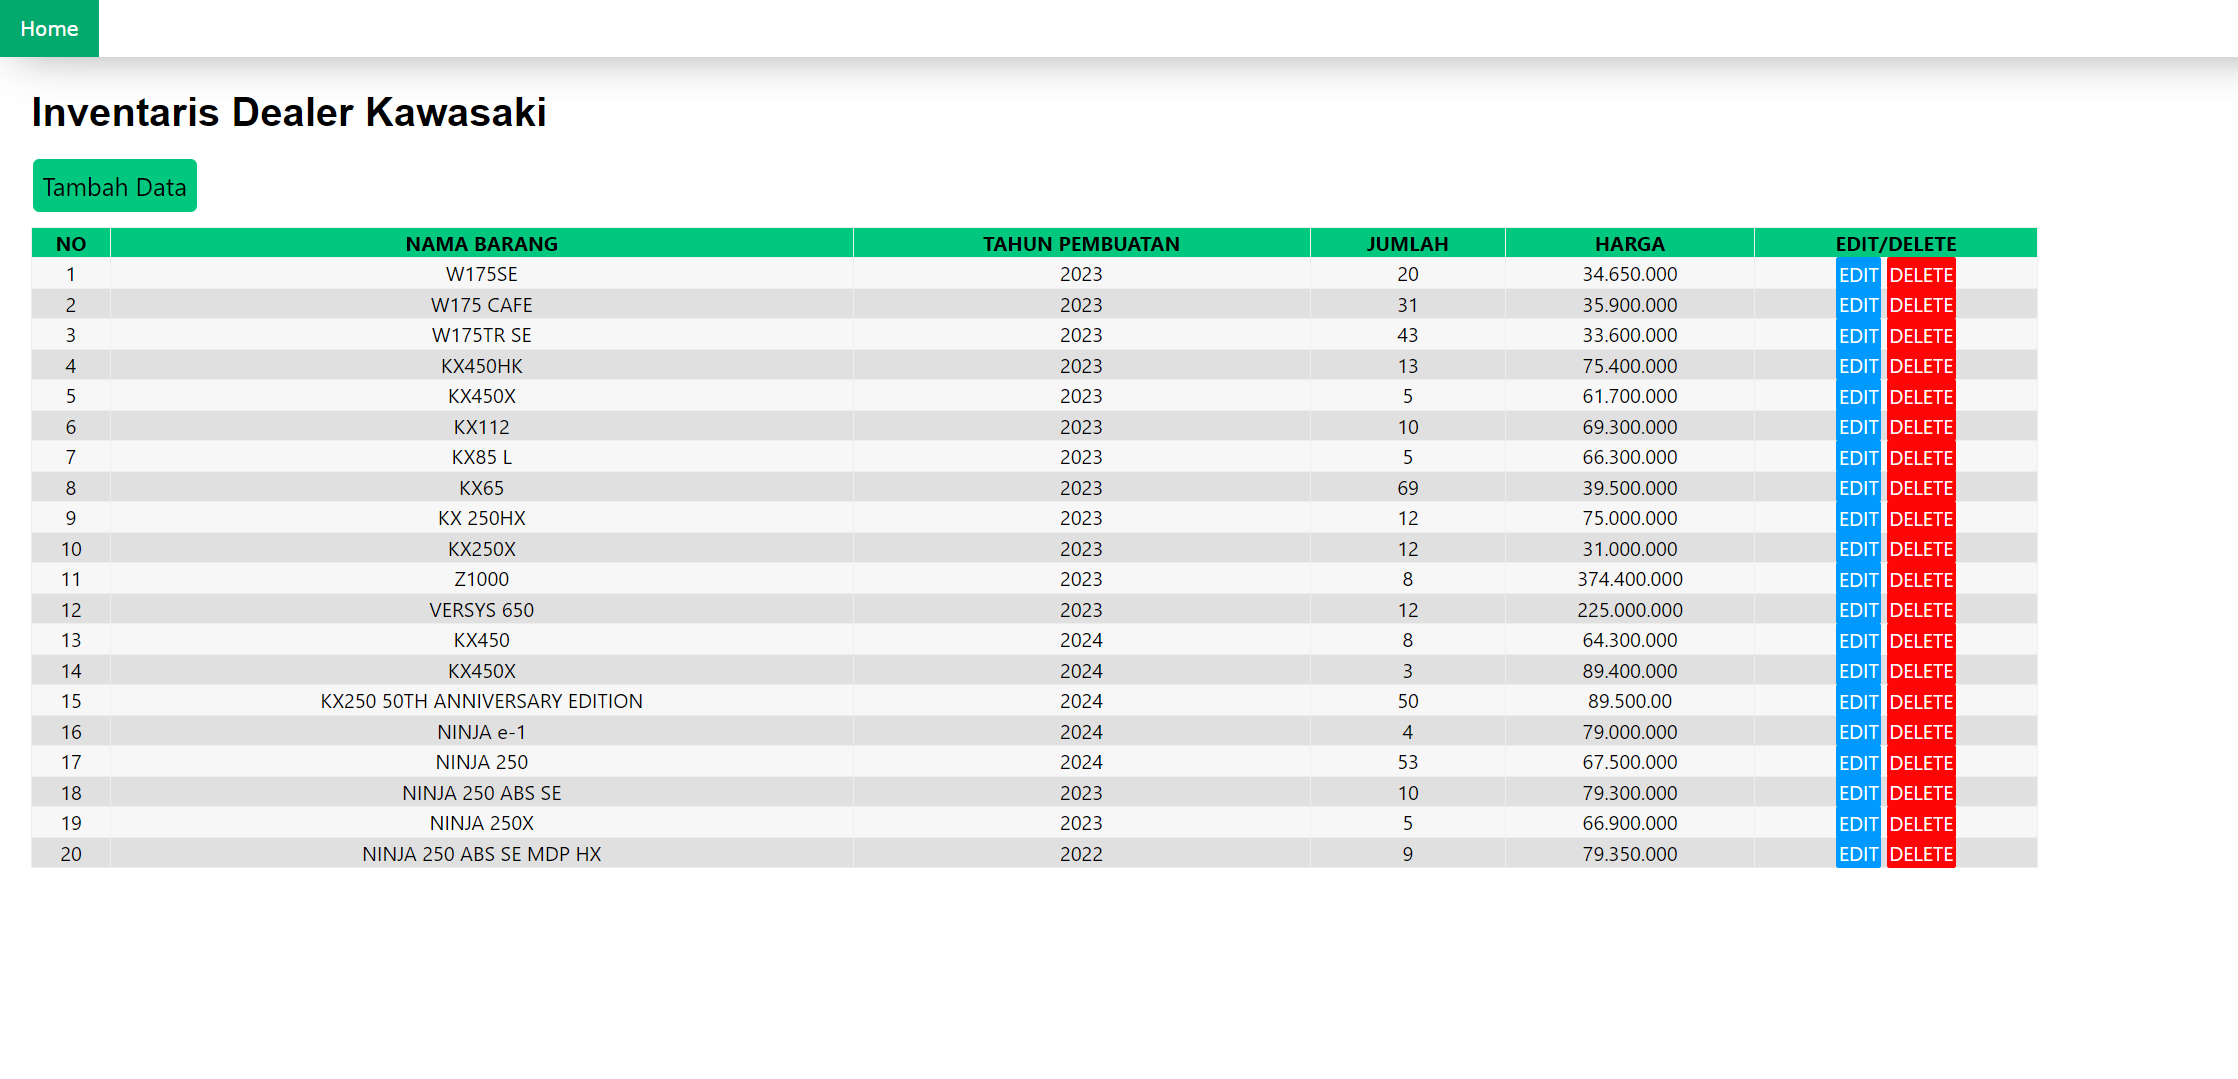 Home
Inventaris Dealer Kawasaki
Tambah Data
NO NAMA BARANG TAHUN PEMBUATAN JUMLAH HARGA EDIT/DELETE
1 W175SE 2023 20 34.650.000 EDIT DELETE
2 W175 CAFE 2023 31 35.900.000 EDIT DELETE
3 W175TR SE 2023 43 33.600.000 EDIT DELETE
4 KX450HK 2023 13 75.400.000 EDIT DELETE
5 KX450X 2023 5 61.700.000 EDIT DELETE
6 KX112 2023 10 69.300.000 EDIT DELETE
7 KX85 L 2023 5 66.300.000 EDIT DELETE
8 KX65 2023 69 39.500.000 EDIT DELETE
9 KX 250HX 2023 12 75.000.000 EDIT DELETE
10 KX250X 2023 12 31.000.000 EDIT DELETE
11 Z1000 2023 8 374.400.000 EDIT DELETE
12 VERSYS 650 2023 12 225.000.000 EDIT DELETE
13 KX450 2024 8 64.300.000 EDIT DELETE
14 KX450X 2024 3 89.400.000 EDIT DELETE
15 KX250 50TH ANNIVERSARY EDITION 2024 50 89.500.00 EDIT DELETE
16 NINJA e-1 2024 4 79.000.000 EDIT DELETE
17 NINJA 250 2024 53 67.500.000 EDIT DELETE
18 NINJA 250 ABS SE 2023 10 79.300.000 EDIT DELETE
19 NINJA 250X 2023 5 66.900.000 EDIT DELETE
20 NINJA 250 ABS SE MDP HX 2022 9 79.350.000 EDIT DELETE